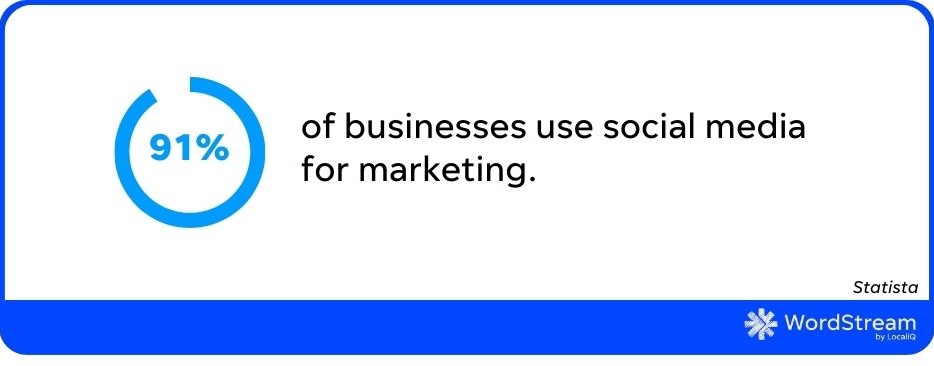 91%
of businesses use social media
for marketing.
Statista
WordStream
by LocaliQ